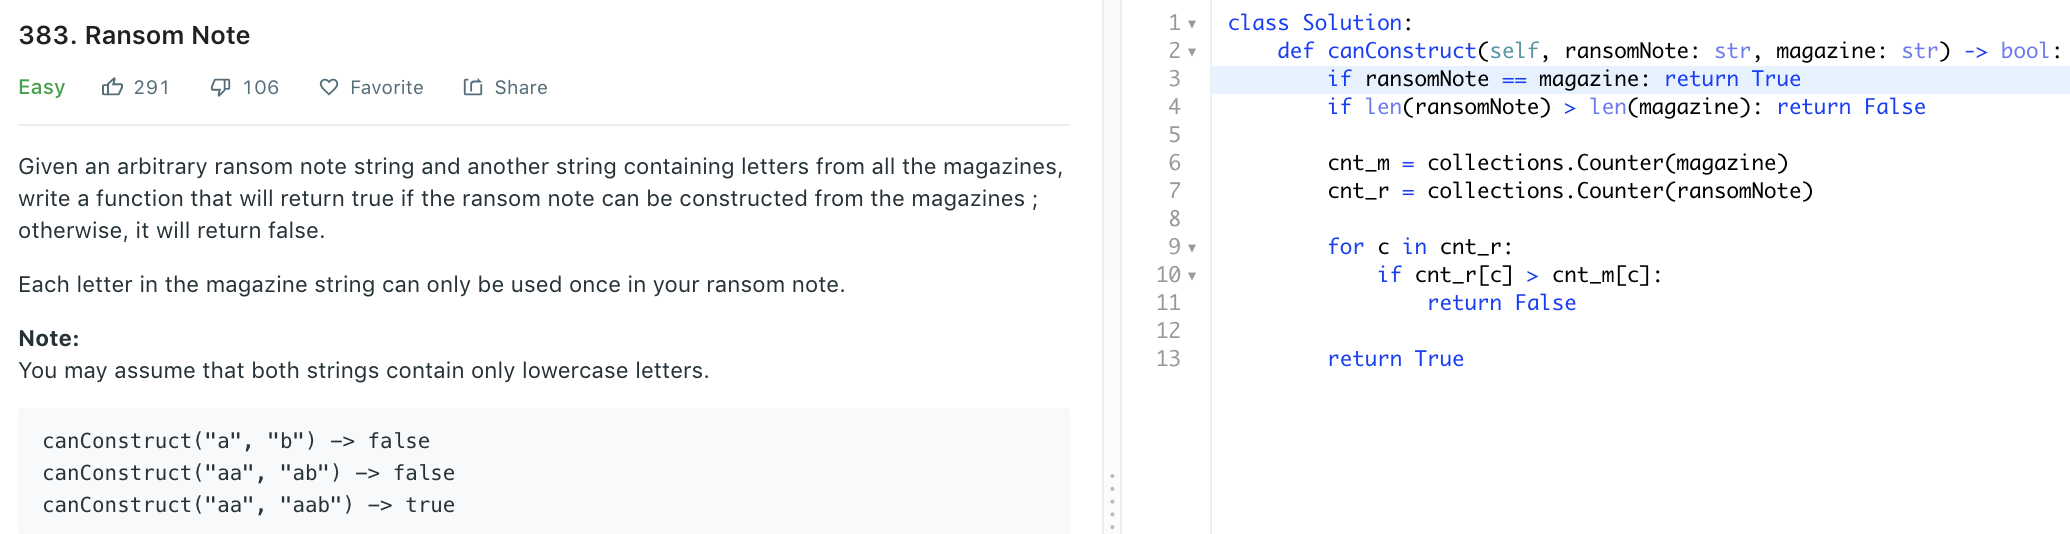 383. Ransom Note
Easy 291 106 Favorite Share
Given an arbitrary ransom note string and another string containing letters from all the magazines,
write a function that will return true if the ransom note can be constructed from the magazines ;
otherwise, it will return false.
Each letter in the magazine string can only be used once in your ransom note.
Note:
You may assume that both strings contain only lowercase letters.
canConstruct("a", "b") -> false
canConstruct("aa", "ab") -> false
canConstruct("aa", "aab") -> true
1 class Solution:
2     def canConstruct(self, ransomNote: str, magazine: str) -> bool:
3         if ransomNote == magazine: return True
4         if len(ransomNote) > len(magazine): return False
5
6         cnt_m = collections.Counter(magazine)
7         cnt_r = collections.Counter(ransomNote)
8
9         for c in cnt_r:
10             if cnt_r[c] > cnt_m[c]:
11                 return False
12
13         return True